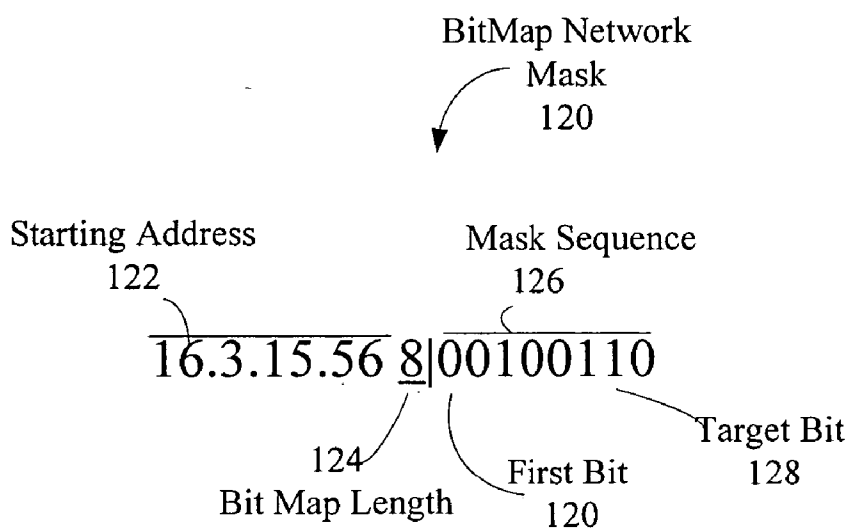 BitMap Network
Mask
120
Starting Address
122
Mask Sequence
126
16.3.15.56 8|00100110
124
Bit Map Length
First Bit
120
Target Bit
128